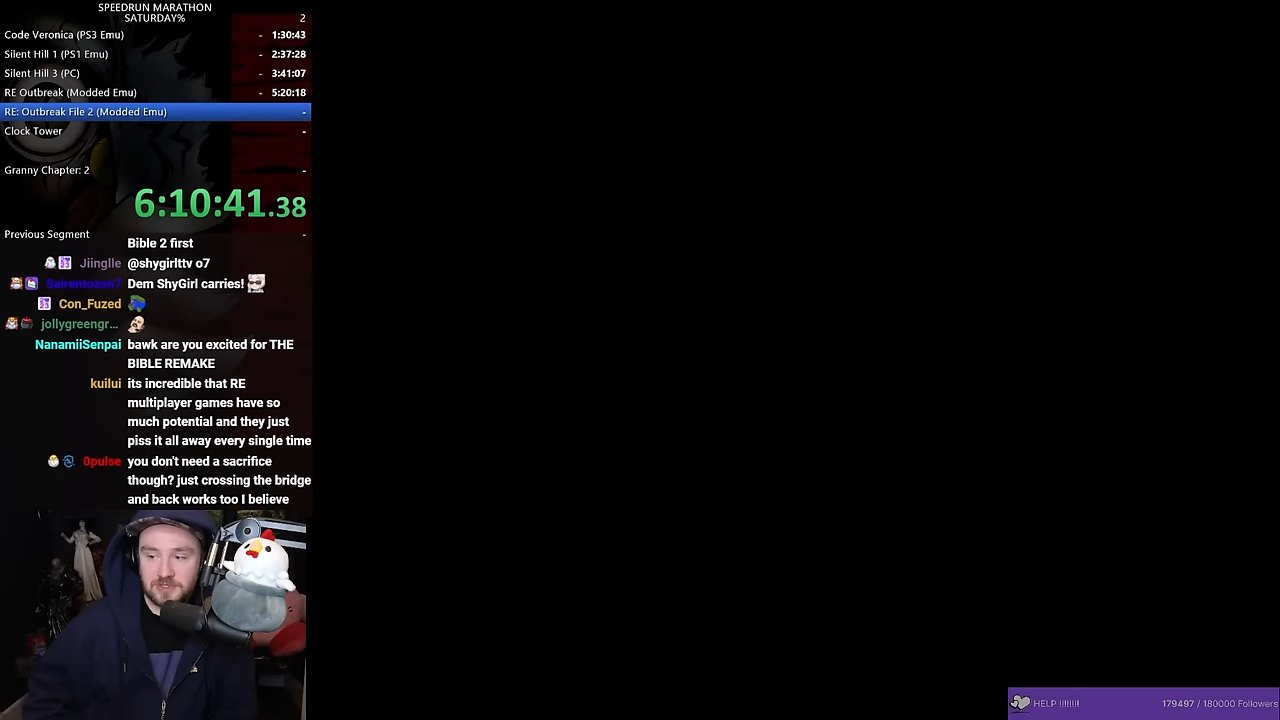 SPEEDRUN MARATHON
SATURDAY% 2
Code Veronica (PS3 Emu) - 1:30:43
Silent Hill 1 (PS1 Emu) - 2:37:28
Silent Hill 3 (PC) - 3:41:07
RE Outbreak (Modded Emu) - 5:20:18
RE: Outbreak File 2 (Modded Emu) -
Clock Tower -
Granny Chapter: 2 -
6:10:41.38
Previous Segment -
Bible 2 first
Jiinglle @shygirlttv o7
Sairentozon7 Dem ShyGirl carries!
Con_Fuzed
jollygreengr...
NanamiiSenpai bawk are you excited for THE
BIBLE REMAKE
kuilui its incredible that RE
multiplayer games have so
much potential and they just
piss it all away every single time
0pulse you don't need a sacrifice
though? just crossing the bridge
and back works too I believe
HELP !!!!!!! 179497 / 180000 Followers